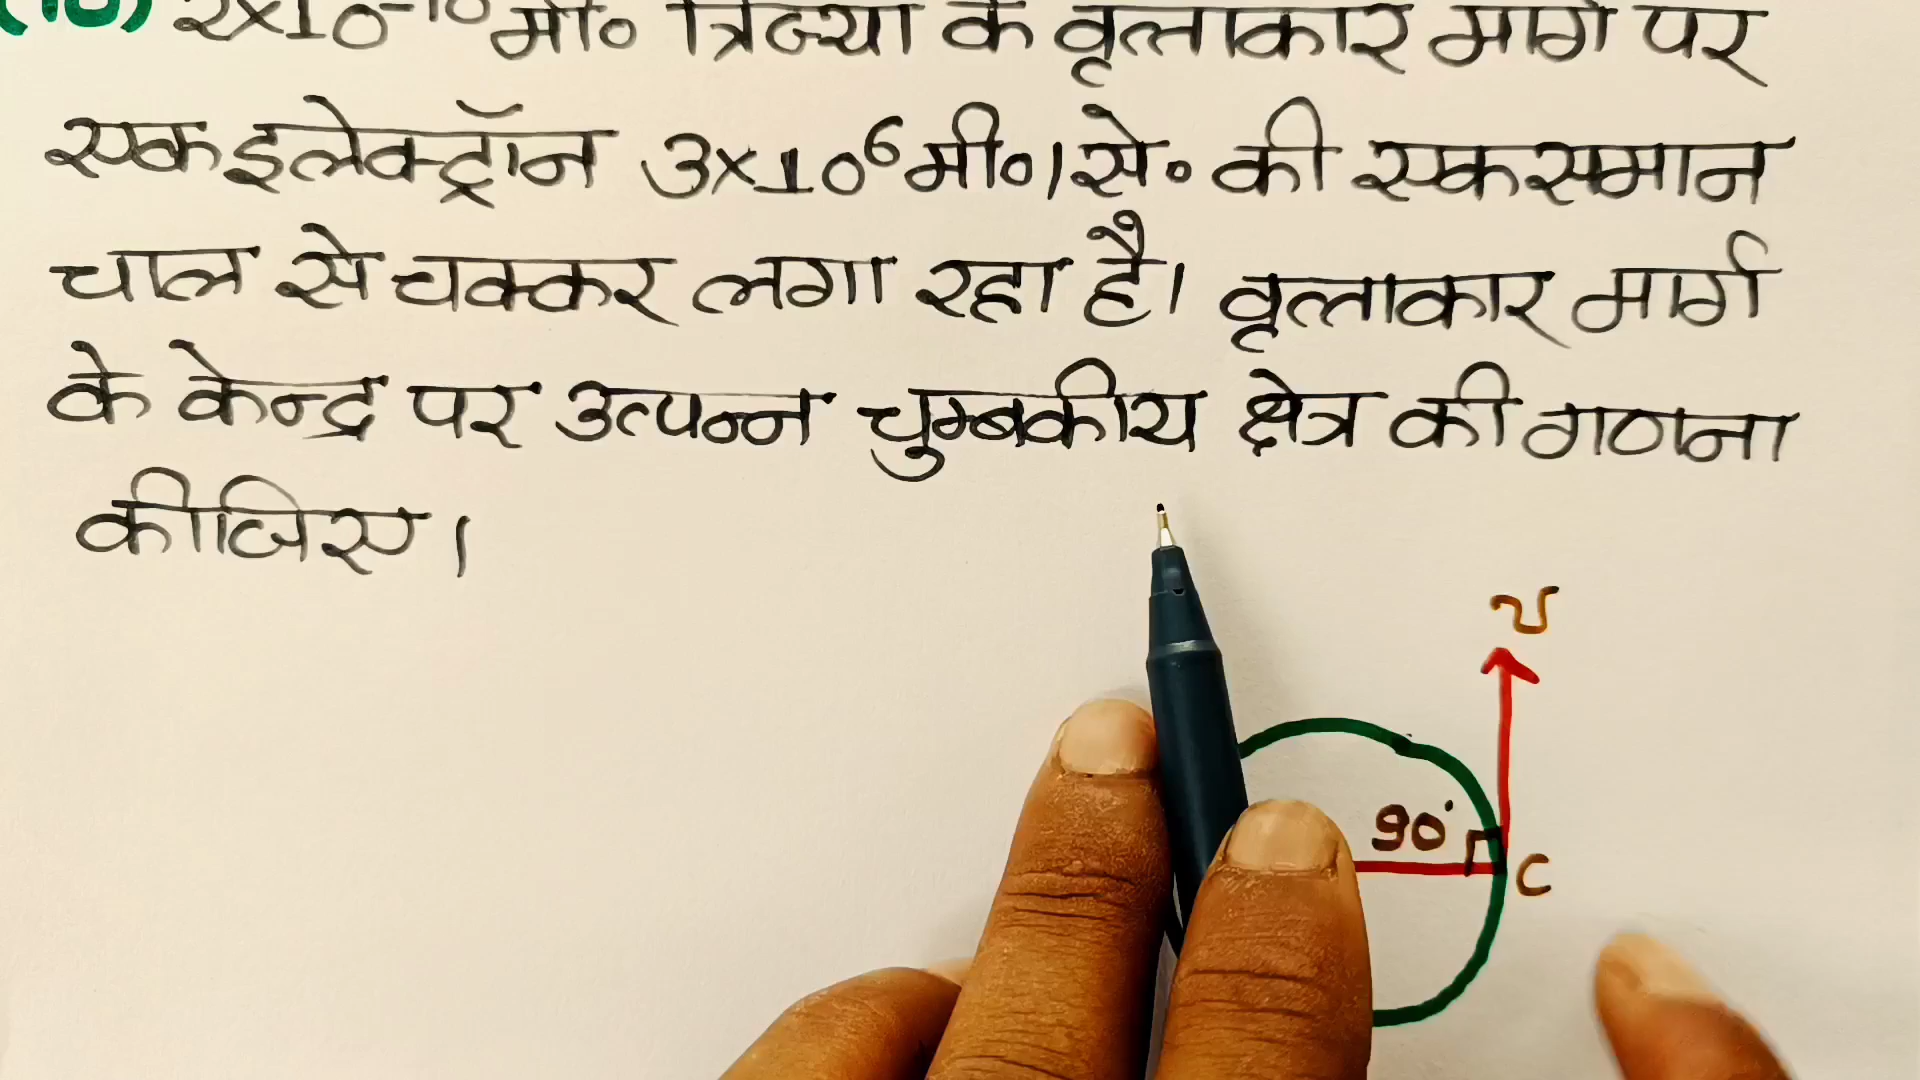 (10) 2×10⁻¹⁰ मी० त्रिज्या के वृत्ताकार मार्ग पर
एक इलेक्ट्रॉन 3×10⁶ मी०/से० की एकसमान
चाल से चक्कर लगा रहा है। वृत्ताकार मार्ग
के केन्द्र पर उत्पन्न चुम्बकीय क्षेत्र की गणना
कीजिए।
v
90°
C